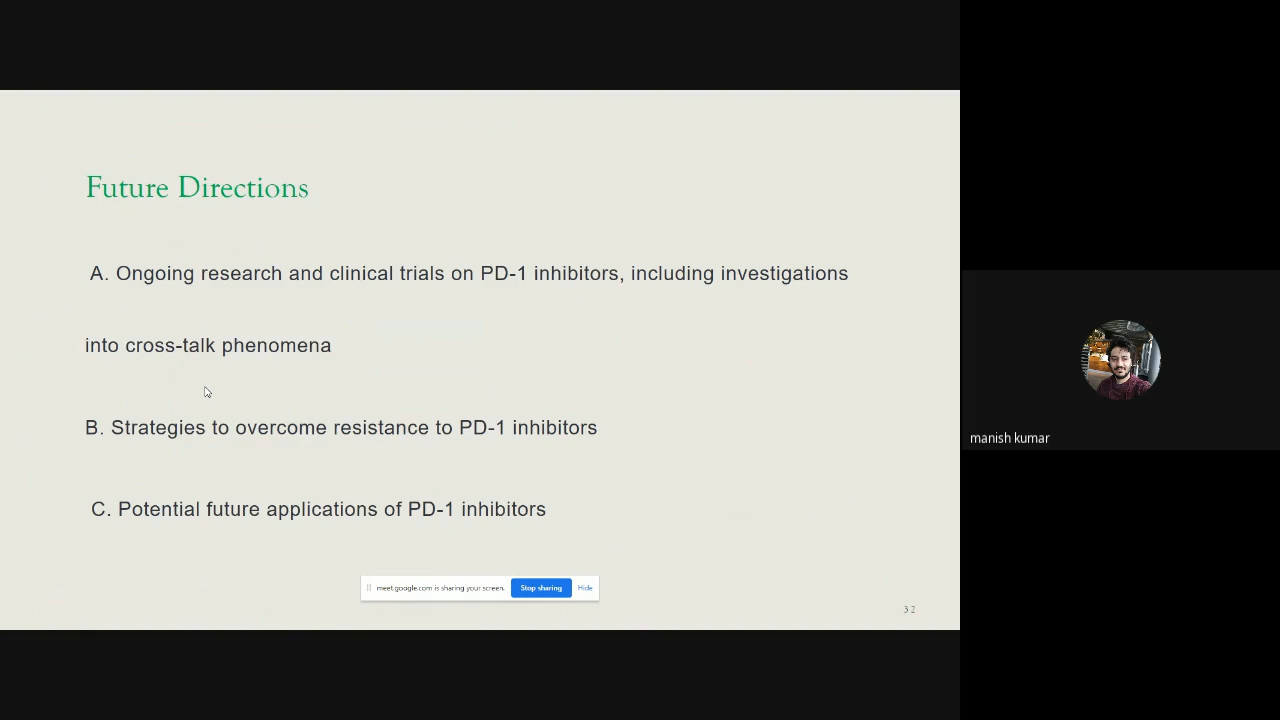 Future Directions
A. Ongoing research and clinical trials on PD-1 inhibitors, including investigations
into cross-talk phenomena
B. Strategies to overcome resistance to PD-1 inhibitors
C. Potential future applications of PD-1 inhibitors
meet.google.com is sharing your screen. Stop sharing Hide
32
manish kumar